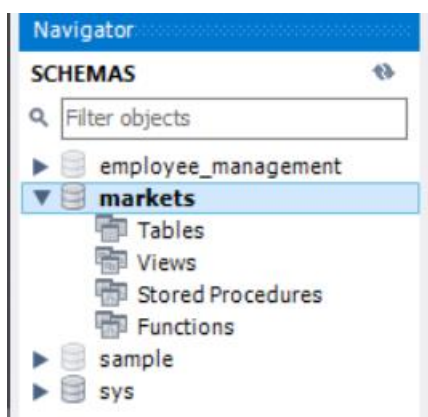 Navigator
SCHEMAS
Filter objects
employee_management
markets
Tables
Views
Stored Procedures
Functions
sample
sys